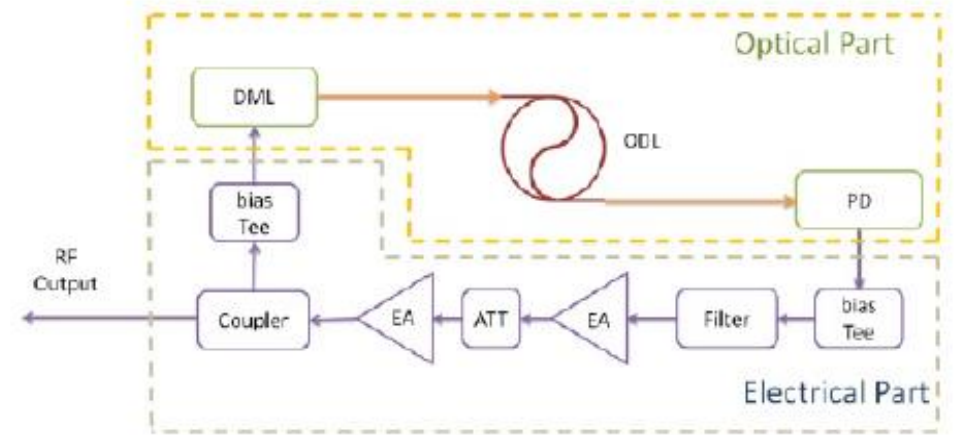 Optical Part
DML
ODL
PD
bias
Tee
RF
Output
Coupler
EA
ATT
EA
Filter
bias
Tee
Electrical Part